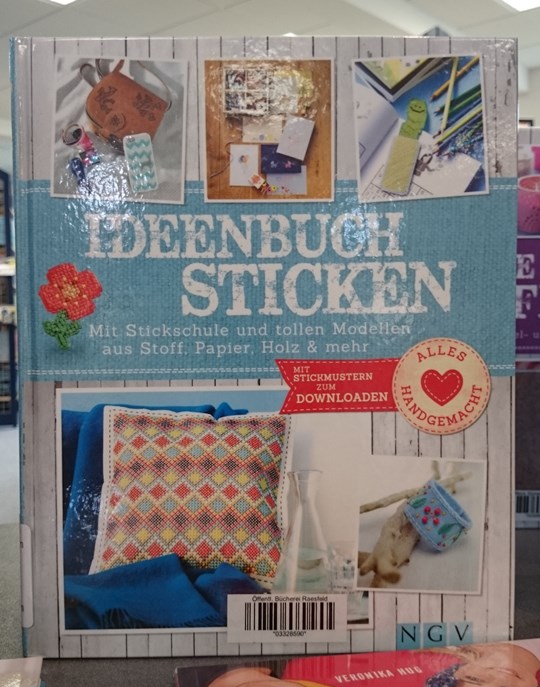 IDEENBUCH
STICKEN
Mit Stickschule und tollen Modellen
aus Stoff, Papier, Holz & mehr
MIT
STICKMUSTERN
ZUM
DOWNLOADEN
ALLES
HANDGEMACHT
Öffentl. Bücherei Raesfeld
*03328590*
NGV
VERONIKA HUG